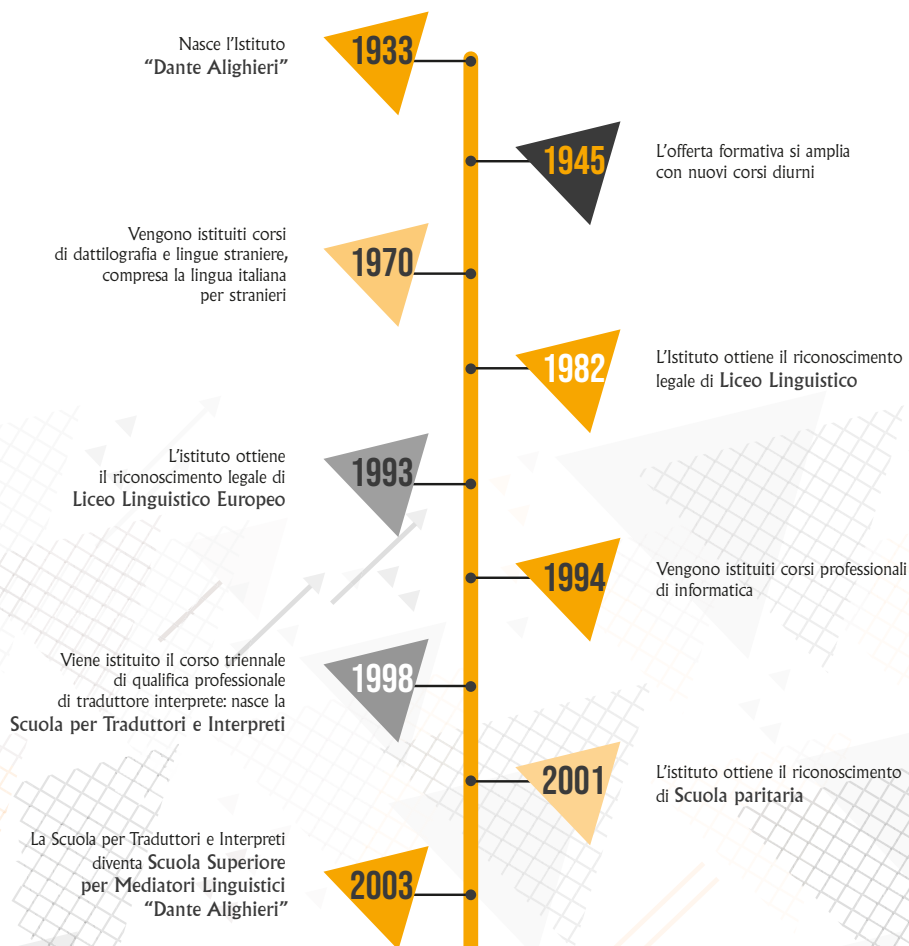 1933
Nasce l'Istituto
“Dante Alighieri”
1945
L'offerta formativa si amplia
con nuovi corsi diurni
1970
Vengono istituiti corsi
di dattilografia e lingue straniere,
compresa la lingua italiana
per stranieri
1982
L'Istituto ottiene il riconoscimento
legale di Liceo Linguistico
1993
L'istituto ottiene
il riconoscimento legale di
Liceo Linguistico Europeo
1994
Vengono istituiti corsi professionali
di informatica
1998
Viene istituito il corso triennale
di qualifica professionale
di traduttore interprete: nasce la
Scuola per Traduttori e Interpreti
2001
L'istituto ottiene il riconoscimento
di Scuola paritaria
2003
La Scuola per Traduttori e Interpreti
diventa Scuola Superiore
per Mediatori Linguistici
“Dante Alighieri”